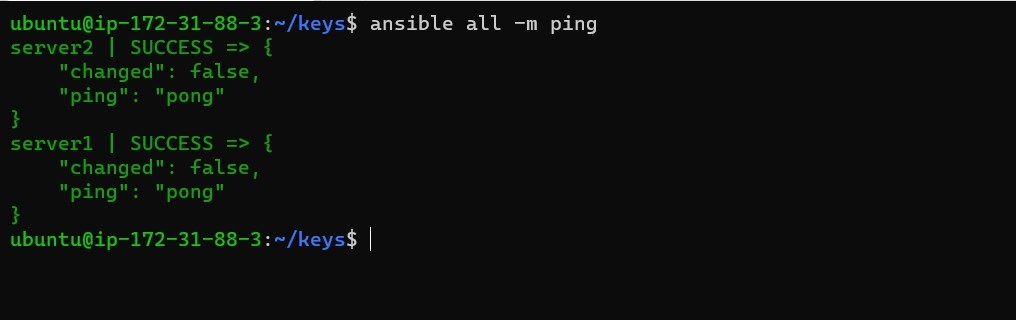 ubuntu@ip-172-31-88-3:~/keys$ ansible all -m ping
server2 | SUCCESS => {
    "changed": false,
    "ping": "pong"
}
server1 | SUCCESS => {
    "changed": false,
    "ping": "pong"
}
ubuntu@ip-172-31-88-3:~/keys$